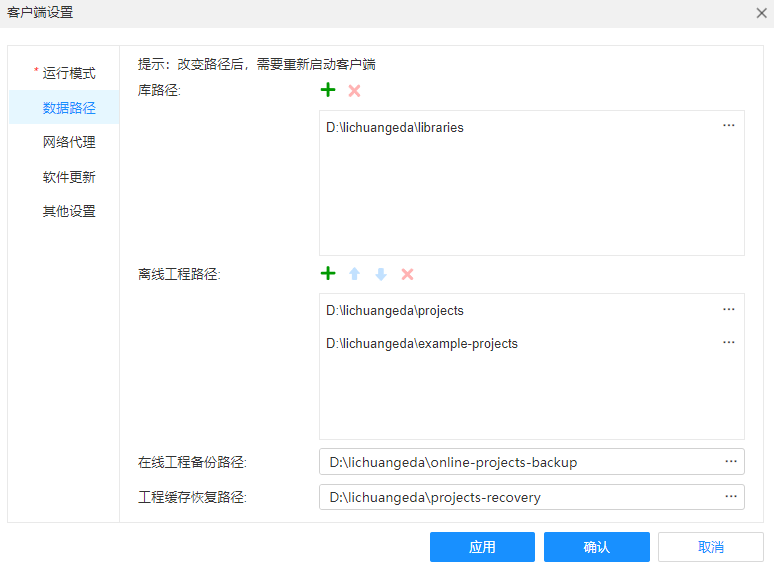 客户端设置
* 运行模式
数据路径
网络代理
软件更新
其他设置
提示：改变路径后，需要重新启动客户端
库路径:
D:\lichuangeda\libraries ...
离线工程路径:
D:\lichuangeda\projects ...
D:\lichuangeda\example-projects ...
在线工程备份路径: D:\lichuangeda\online-projects-backup ...
工程缓存恢复路径: D:\lichuangeda\projects-recovery ...
应用 确认 取消